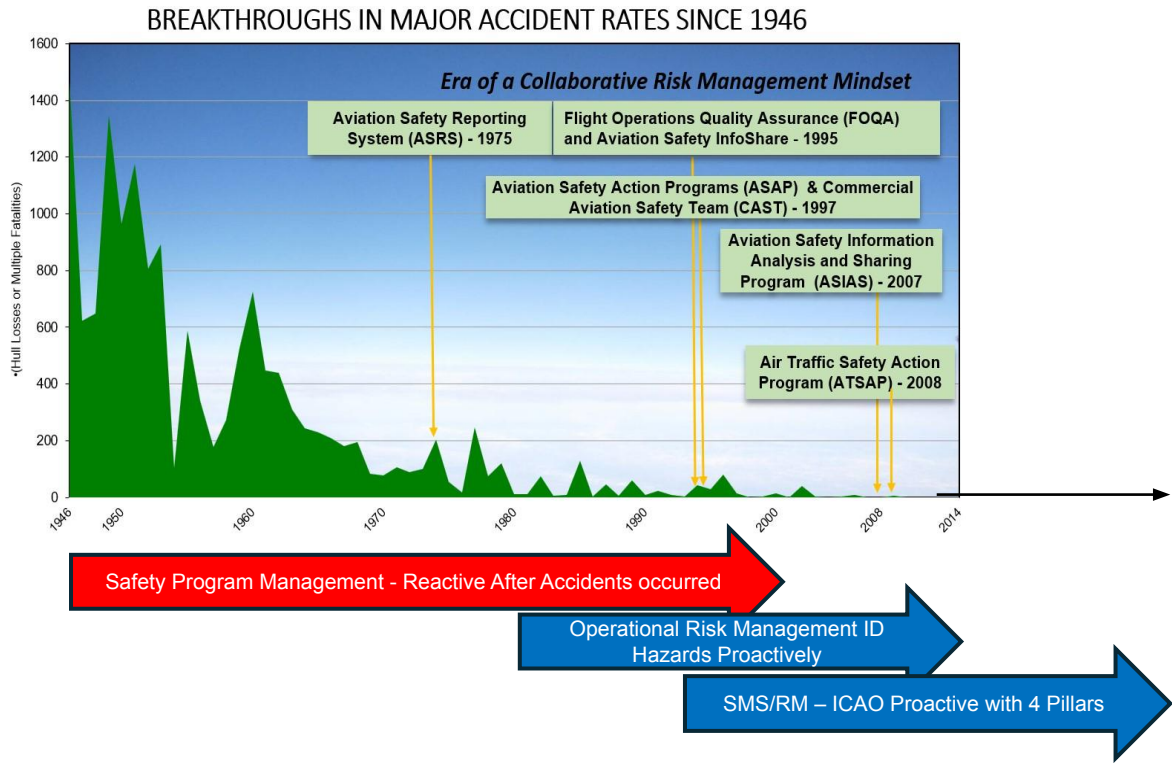 BREAKTHROUGHS IN MAJOR ACCIDENT RATES SINCE 1946
1600
1400
1200
1000
800
600
400
200
0
•(Hull Losses or Multiple Fatalities)
Era of a Collaborative Risk Management Mindset
Aviation Safety Reporting
System (ASRS) - 1975
Flight Operations Quality Assurance (FOQA)
and Aviation Safety InfoShare - 1995
Aviation Safety Action Programs (ASAP) & Commercial
Aviation Safety Team (CAST) - 1997
Aviation Safety Information
Analysis and Sharing
Program (ASIAS) - 2007
Air Traffic Safety Action
Program (ATSAP) - 2008
1946
1950
1960
1970
1980
1990
2000
2008
2014
Safety Program Management - Reactive After Accidents occurred
Operational Risk Management ID
Hazards Proactively
SMS/RM – ICAO Proactive with 4 Pillars